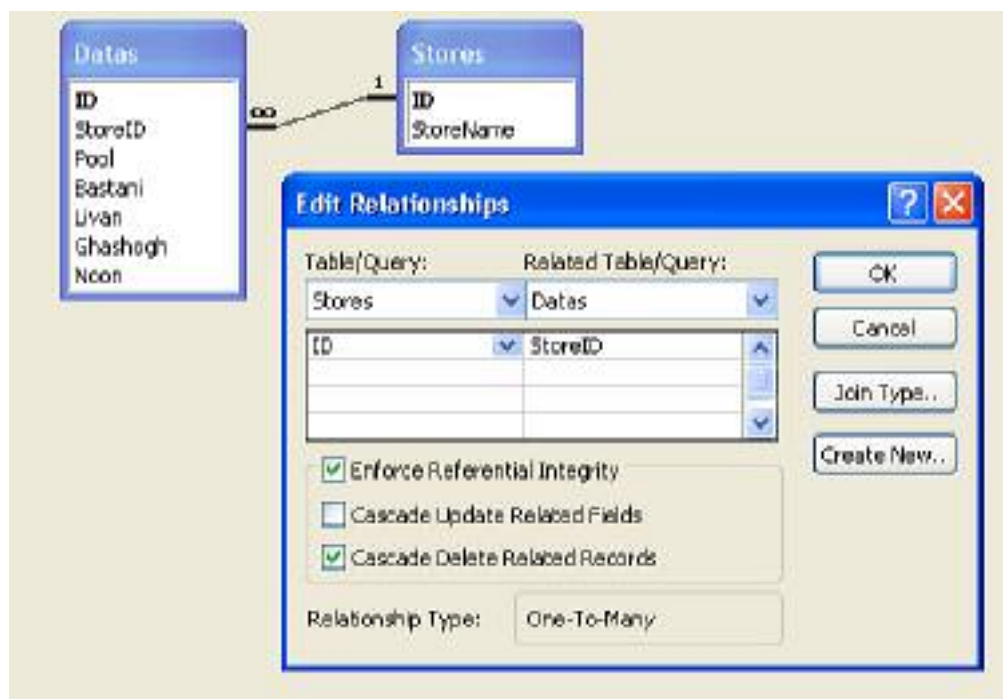 Datas
ID
StoreID
Pool
Bastani
Livan
Ghashogh
Noon
∞
1
Stores
ID
StoreName
Edit Relationships
?
Table/Query:
Related Table/Query:
Stores
Datas
ID
StoreID
OK
Cancel
Join Type..
Create New..
Enforce Referential Integrity
Cascade Update Related Fields
Cascade Delete Related Records
Relationship Type:
One-To-Many